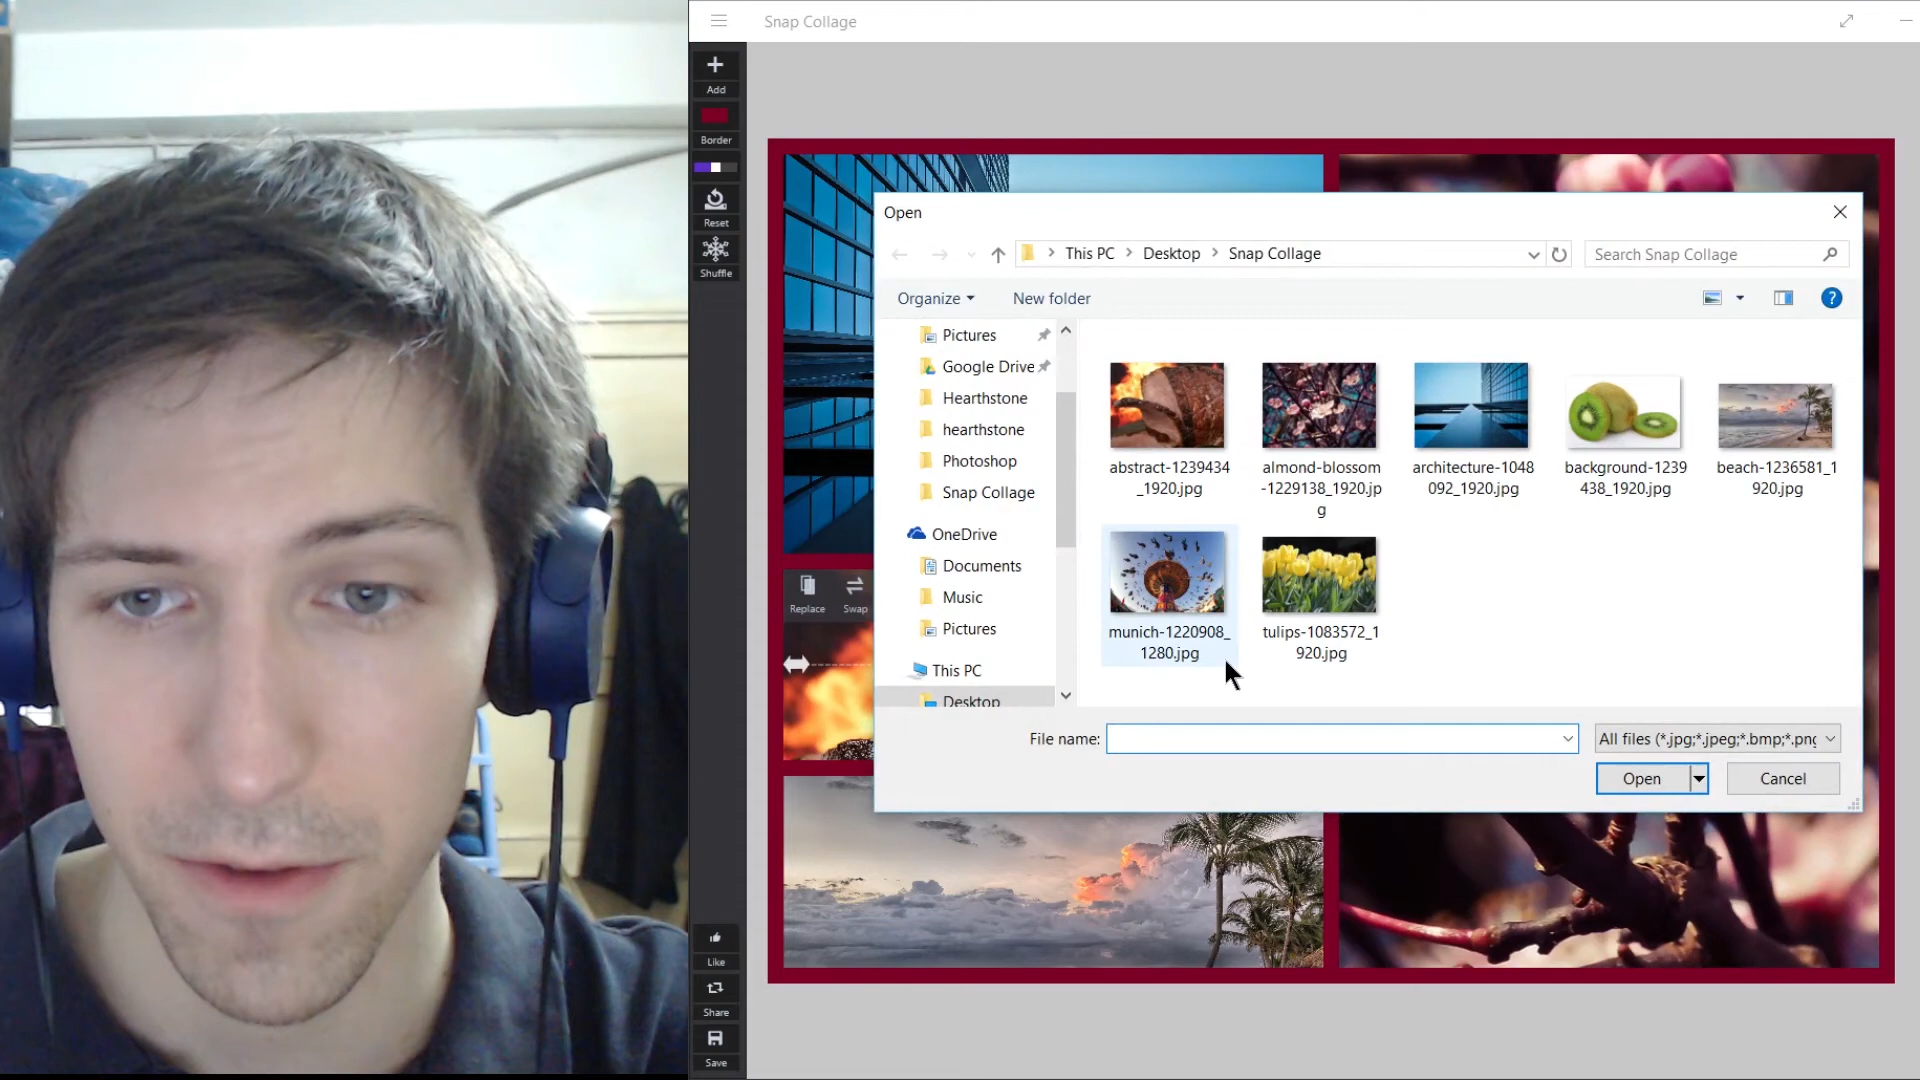 Snap Collage
Add
Border
Reset
Shuffle
Like
Share
Save
Replace
Swap
Open
This PC
Desktop
Snap Collage
Search Snap Collage
Organize
New folder
?
Pictures
Google Drive
Hearthstone
hearthstone
Photoshop
Snap Collage
OneDrive
Documents
Music
Pictures
This PC
Desktop
abstract-1239434
_1920.jpg
almond-blossom
-1229138_1920.jp
g
architecture-1048
092_1920.jpg
background-1239
438_1920.jpg
beach-1236581_1
920.jpg
munich-1220908_
1280.jpg
tulips-1083572_1
920.jpg
File name:
All files (*.jpg;*.jpeg;*.bmp;*.png
Open
Cancel